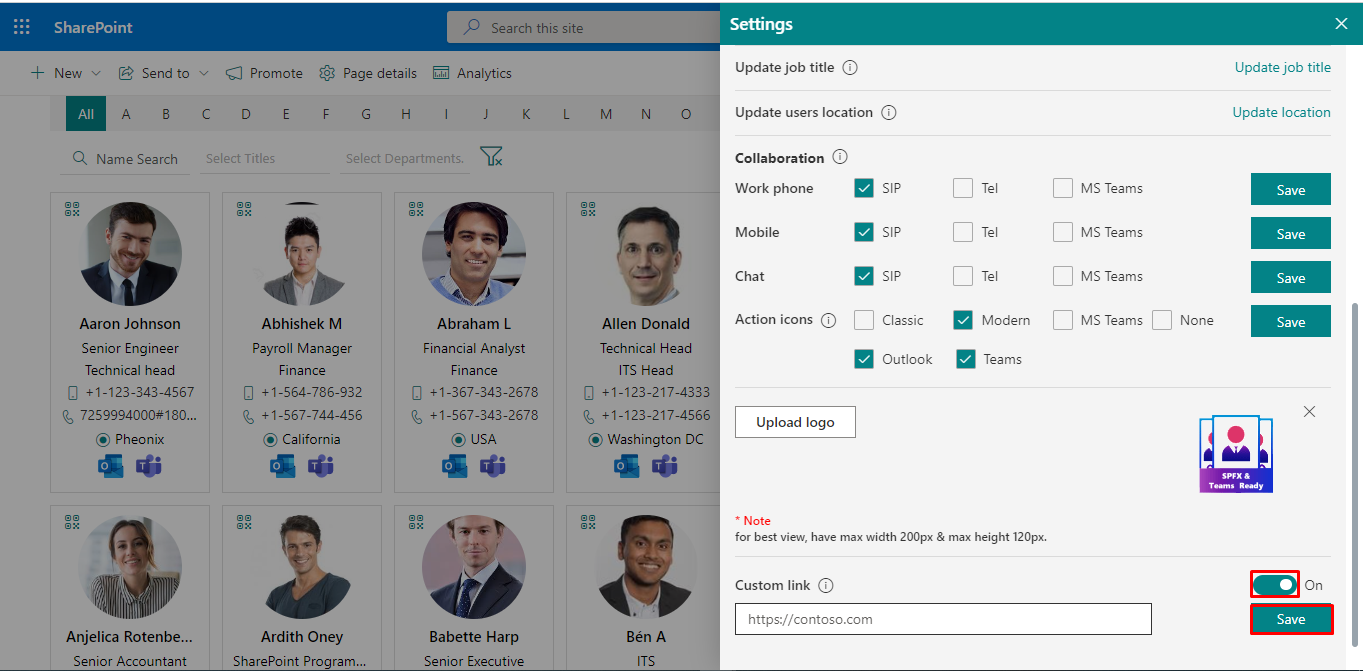 SharePoint
Search this site
Settings
New
Send to
Promote
Page details
Analytics
All A B C D E F G H I J K L M N O
Name Search
Select Titles
Select Departments.
Aaron Johnson
Senior Engineer
Technical head
+1-123-343-4567
7259994000#180...
Pheonix
Abhishek M
Payroll Manager
Finance
+1-564-786-932
+1-567-744-456
California
Abraham L
Financial Analyst
Finance
+1-367-343-2678
+1-567-343-2678
USA
Allen Donald
Technical Head
ITS Head
+1-123-217-4333
+1-123-217-4566
Washington DC
Anjelica Rotenbe...
Senior Accountant
Ardith Oney
SharePoint Program...
Babette Harp
Senior Executive
Bén A
ITS
Update job title
Update job title
Update users location
Update location
Collaboration
Work phone SIP Tel MS Teams Save
Mobile SIP Tel MS Teams Save
Chat SIP Tel MS Teams Save
Action icons Classic Modern MS Teams None Save
Outlook Teams
Upload logo
SPFX &
Teams Ready
* Note
for best view, have max width 200px & max height 120px.
Custom link
On
https://contoso.com
Save